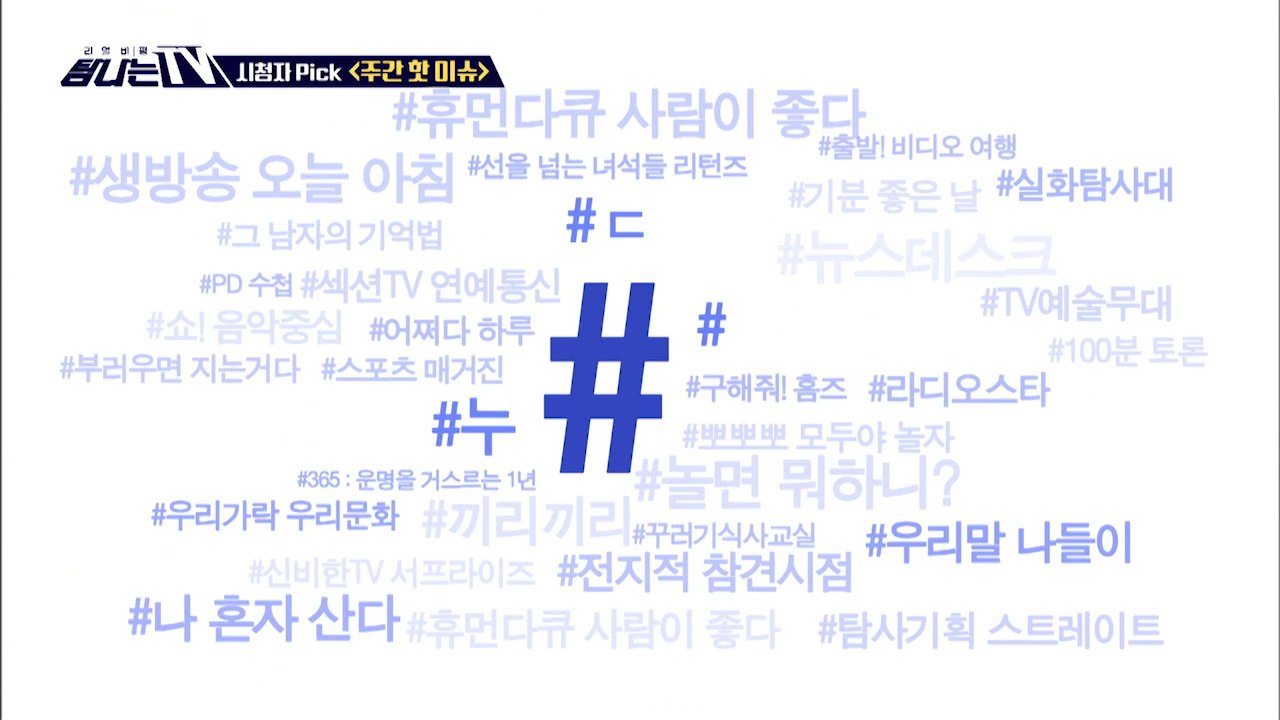 리얼비평
탐나는TV 시청자 Pick <주간 핫 이슈>
#휴먼다큐 사람이 좋다
#출발! 비디오 여행
#생방송 오늘 아침 #선을 넘는 녀석들 리턴즈
#기분 좋은 날 #실화탐사대
#그 남자의 기억법 #ㄷ
#뉴스데스크
#PD 수첩 #섹션TV 연예통신
#TV예술무대
#쇼! 음악중심 #어쩌다 하루 # #
#100분 토론
#부러우면 지는거다 #스포츠 매거진
#구해줘! 홈즈 #라디오스타
#누
#뽀뽀뽀 모두야 놀자
#365 : 운명을 거스르는 1년
#놀면 뭐하니?
#우리가락 우리문화 #끼리끼리
#꾸러기식사교실 #우리말 나들이
#신비한TV 서프라이즈 #전지적 참견시점
#나 혼자 산다 #휴먼다큐 사람이 좋다 #탐사기획 스트레이트